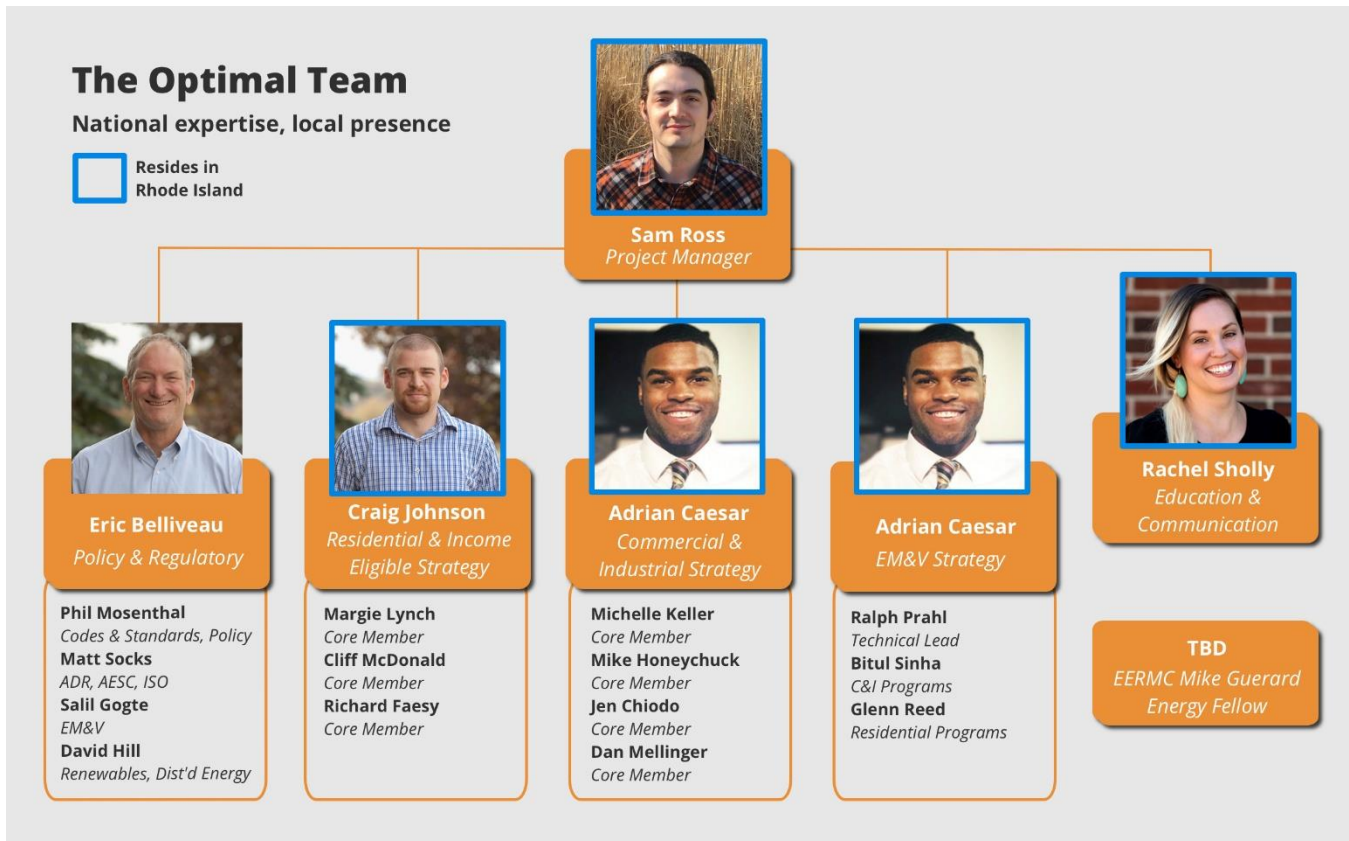 The Optimal Team
National expertise, local presence
Resides in
Rhode Island
Sam Ross
Project Manager
Eric Belliveau
Policy & Regulatory
Phil Mosenthal
Codes & Standards, Policy
Matt Socks
ADR, AESC, ISO
Salil Gogte
EM&V
David Hill
Renewables, Dist'd Energy
Craig Johnson
Residential & Income
Eligible Strategy
Margie Lynch
Core Member
Cliff McDonald
Core Member
Richard Faesy
Core Member
Adrian Caesar
Commercial &
Industrial Strategy
Michelle Keller
Core Member
Mike Honeychuck
Core Member
Jen Chiodo
Core Member
Dan Mellinger
Core Member
Adrian Caesar
EM&V Strategy
Ralph Prahl
Technical Lead
Bitul Sinha
C&I Programs
Glenn Reed
Residential Programs
Rachel Sholly
Education &
Communication
TBD
EERMC Mike Guerard
Energy Fellow